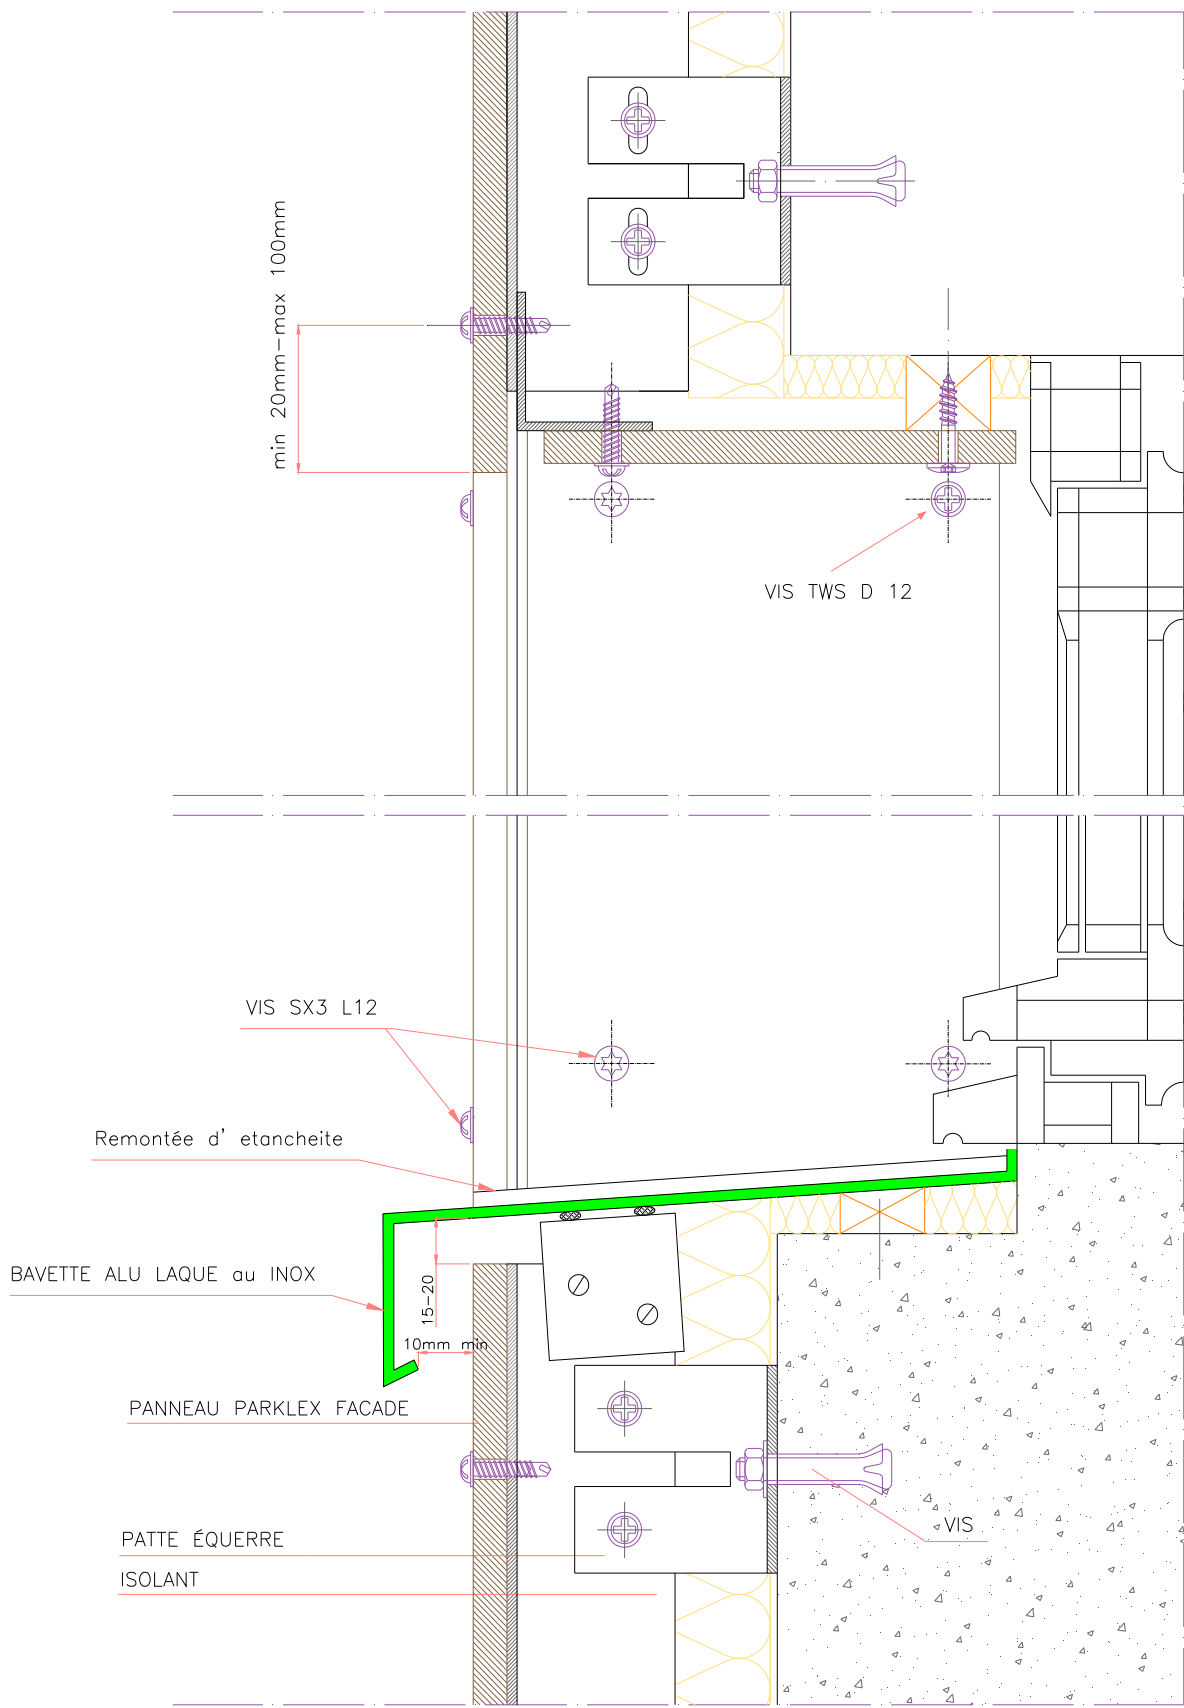 min 20mm-max 100mm
VIS TWS D 12
VIS SX3 L12
Remontée d' etancheite
BAVETTE ALU LAQUE au INOX
15-20
10mm min
PANNEAU PARKLEX FACADE
VIS
PATTE ÉQUERRE
ISOLANT